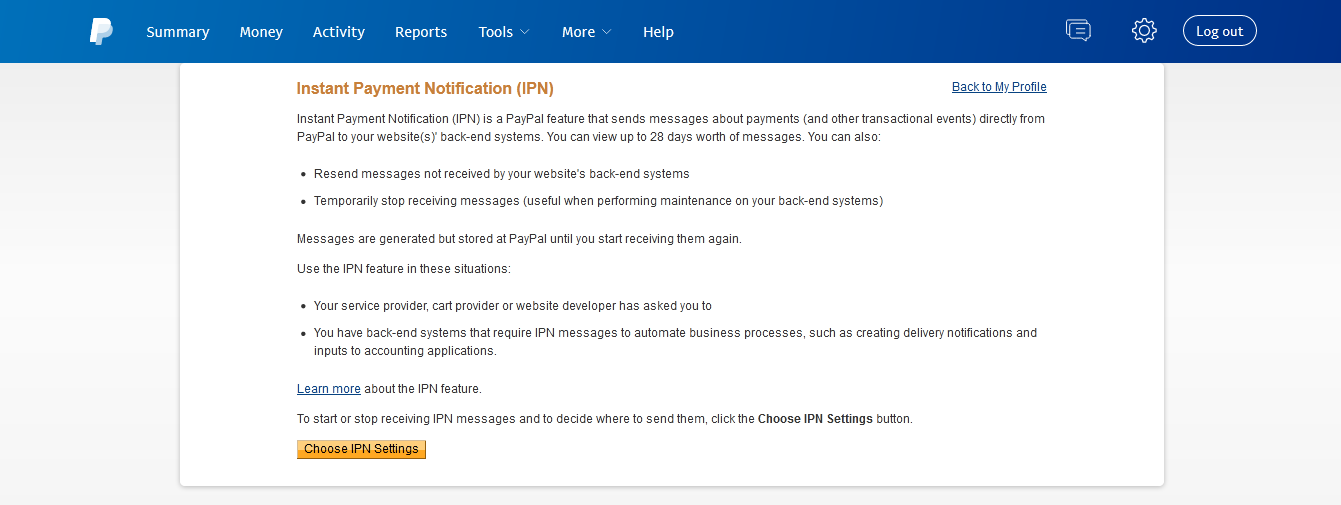 Summary Money Activity Reports Tools More Help Log out
Instant Payment Notification (IPN) Back to My Profile
Instant Payment Notification (IPN) is a PayPal feature that sends messages about payments (and other transactional events) directly from
PayPal to your website(s)' back-end systems. You can view up to 28 days worth of messages. You can also:
• Resend messages not received by your website's back-end systems
• Temporarily stop receiving messages (useful when performing maintenance on your back-end systems)
Messages are generated but stored at PayPal until you start receiving them again.
Use the IPN feature in these situations:
• Your service provider, cart provider or website developer has asked you to
• You have back-end systems that require IPN messages to automate business processes, such as creating delivery notifications and
inputs to accounting applications.
Learn more about the IPN feature.
To start or stop receiving IPN messages and to decide where to send them, click the Choose IPN Settings button.
Choose IPN Settings